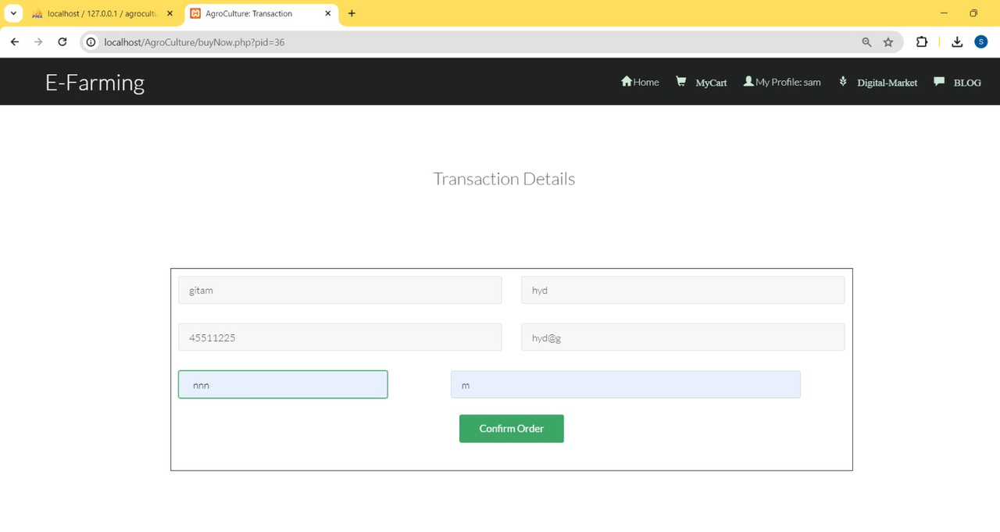 localhost / 127.0.0.1 / agrocultu
AgroCulture: Transaction
localhost/AgroCulture/buyNow.php?pid=36
S
E-Farming
Home MyCart My Profile: sam Digital-Market BLOG
Transaction Details
gitam hyd
45511225 hyd@g
nnn m
Confirm Order